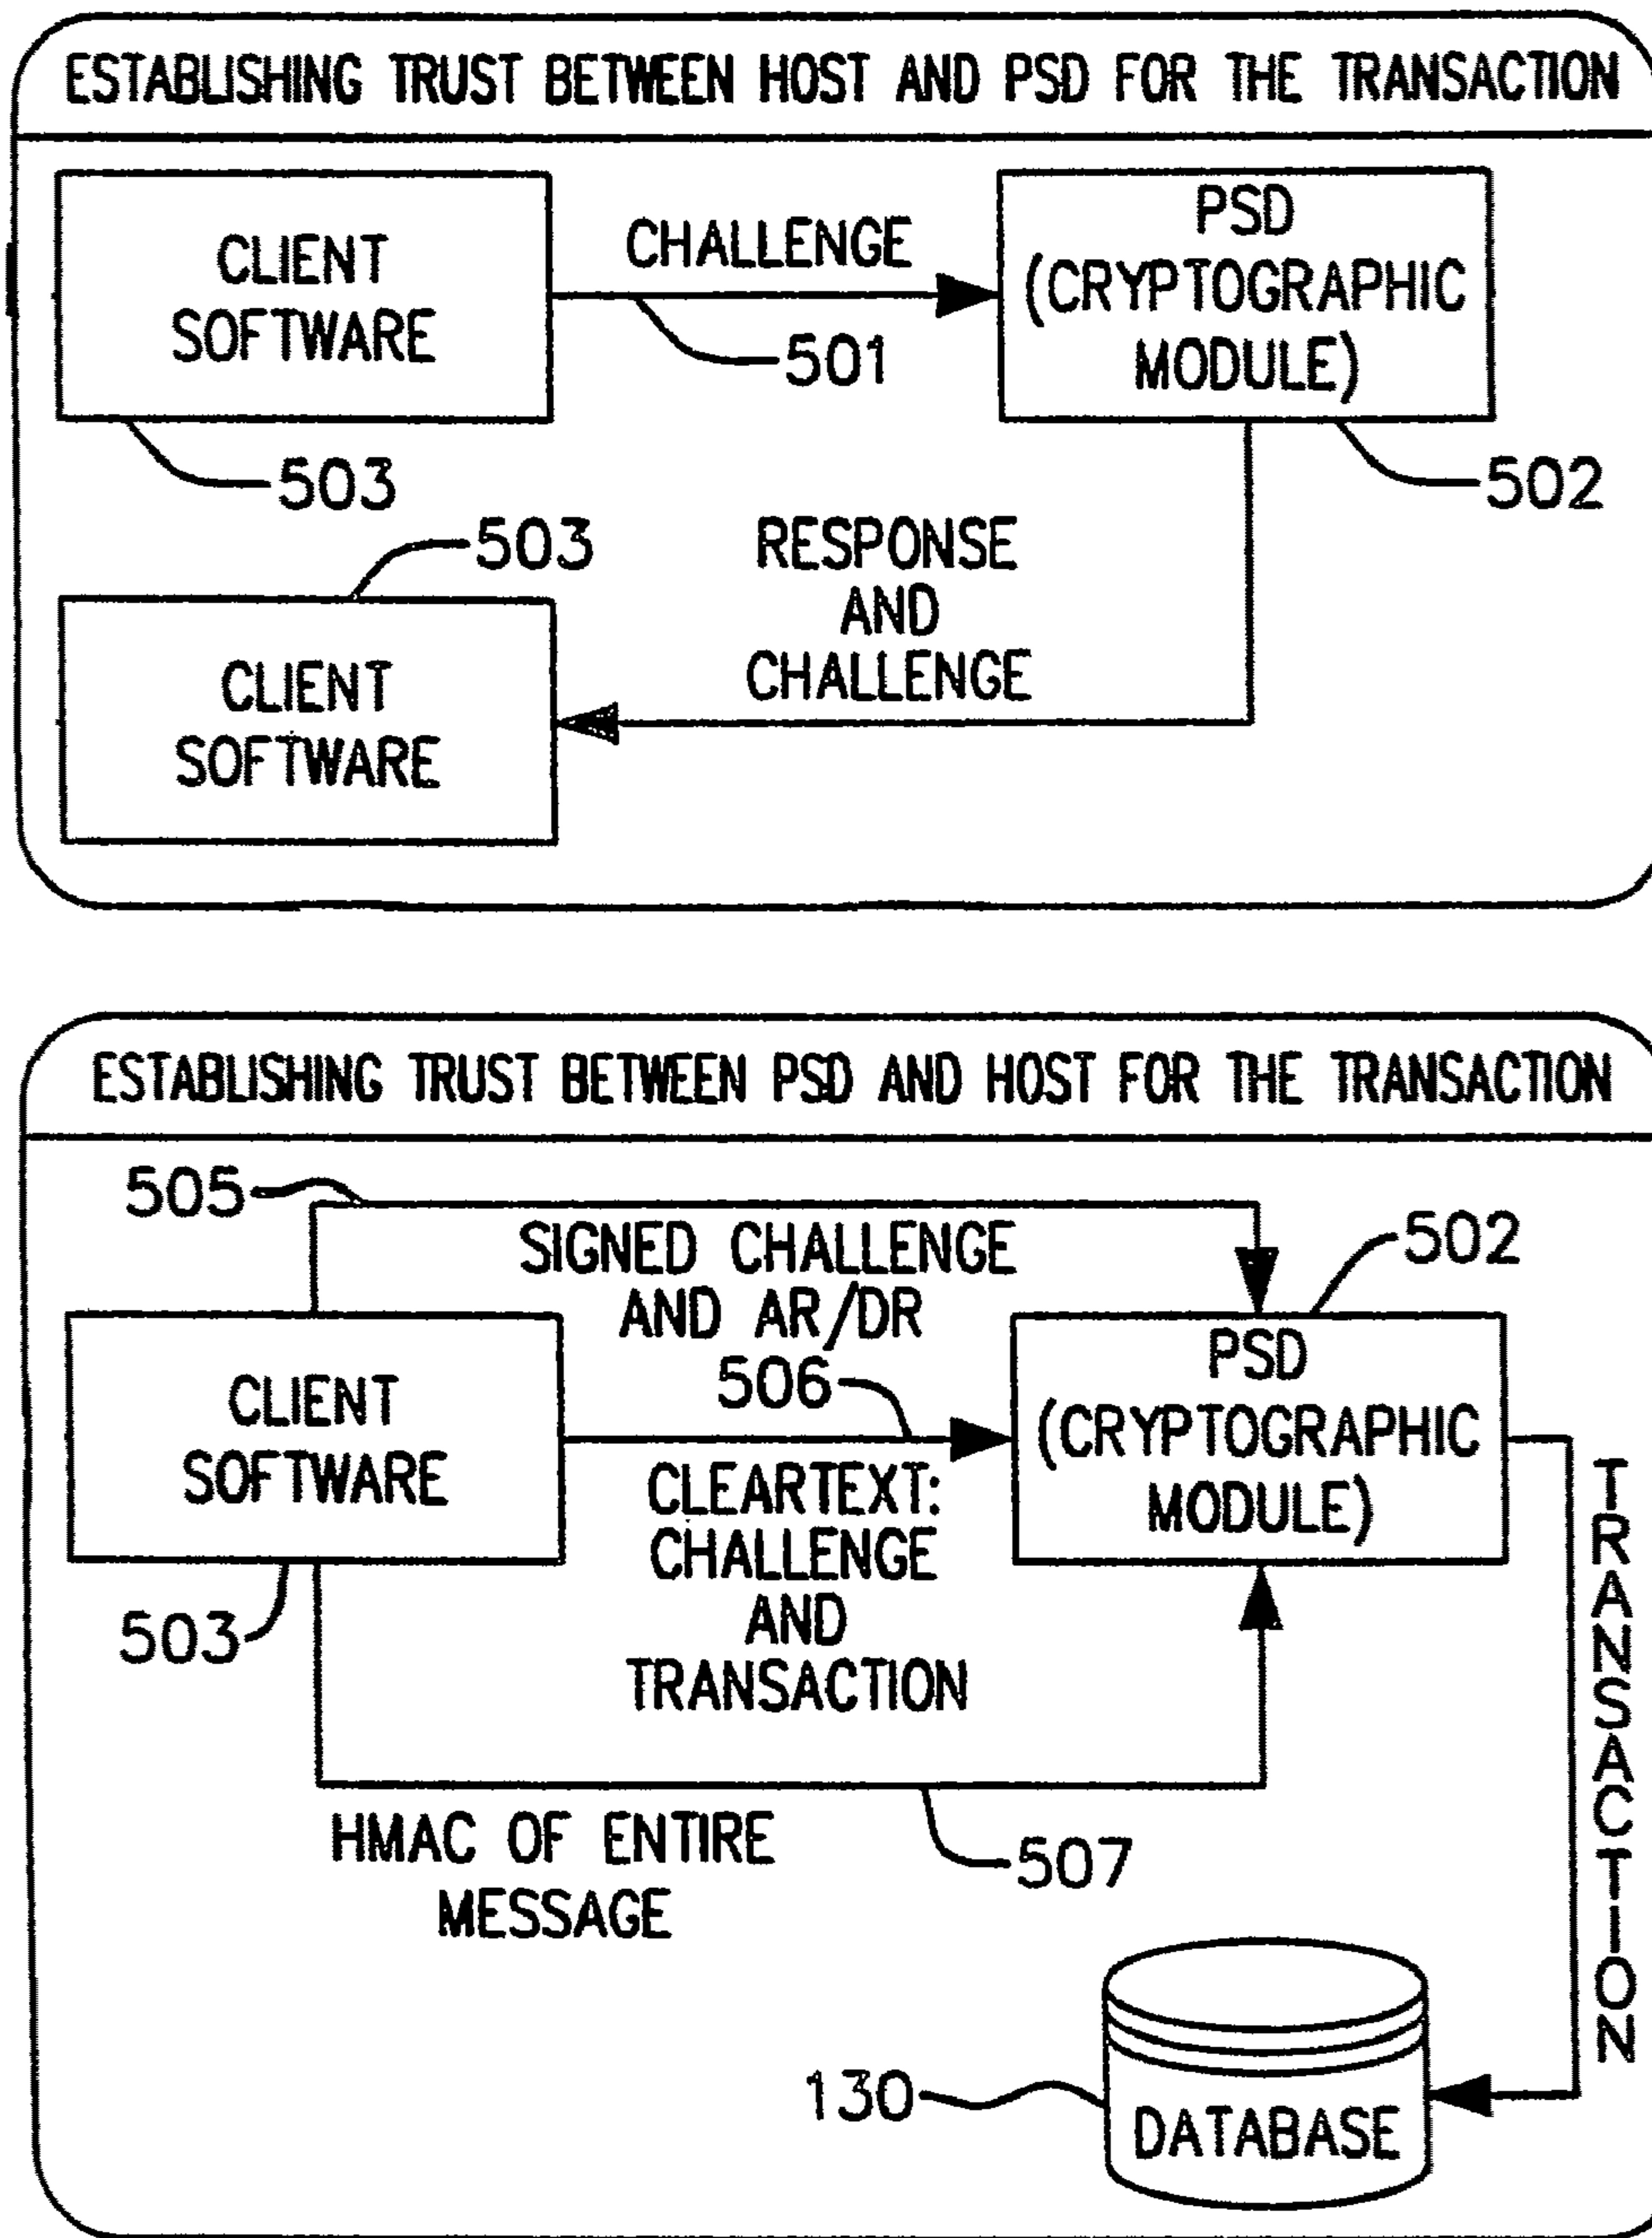 ESTABLISHING TRUST BETWEEN HOST AND PSD FOR THE TRANSACTION
CLIENT
SOFTWARE
CHALLENGE
501
PSD
(CRYPTOGRAPHIC
MODULE)
503
502
503
RESPONSE
AND
CHALLENGE
CLIENT
SOFTWARE
ESTABLISHING TRUST BETWEEN PSD AND HOST FOR THE TRANSACTION
505
SIGNED CHALLENGE
AND AR/DR
502
506
CLIENT
SOFTWARE
PSD
(CRYPTOGRAPHIC
MODULE)
CLEARTEXT:
CHALLENGE
AND
TRANSACTION
503
TRANSACTION
HMAC OF ENTIRE
MESSAGE
507
130
DATABASE